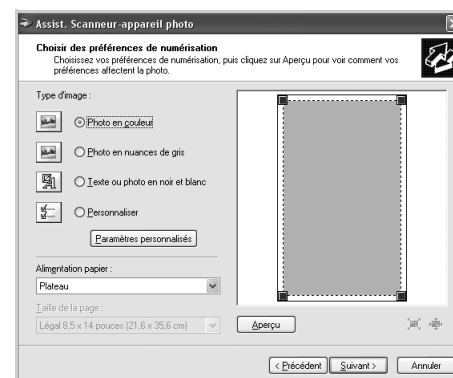 Assist. Scanneur-appareil photo
Choisir des préférences de numérisation
Choisissez vos préférences de numérisation, puis cliquez sur Aperçu pour voir comment vos
préférences affectent la photo.
Type d'image :
Photo en couleur
Photo en nuances de gris
Texte ou photo en noir et blanc
Personnaliser
Paramètres personnalisés
Alimentation papier :
Plateau
Taille de la page :
Légal 8,5 x 14 pouces (21,6 x 35,6 cm)
Aperçu
< Précédent
Suivant >
Annuler